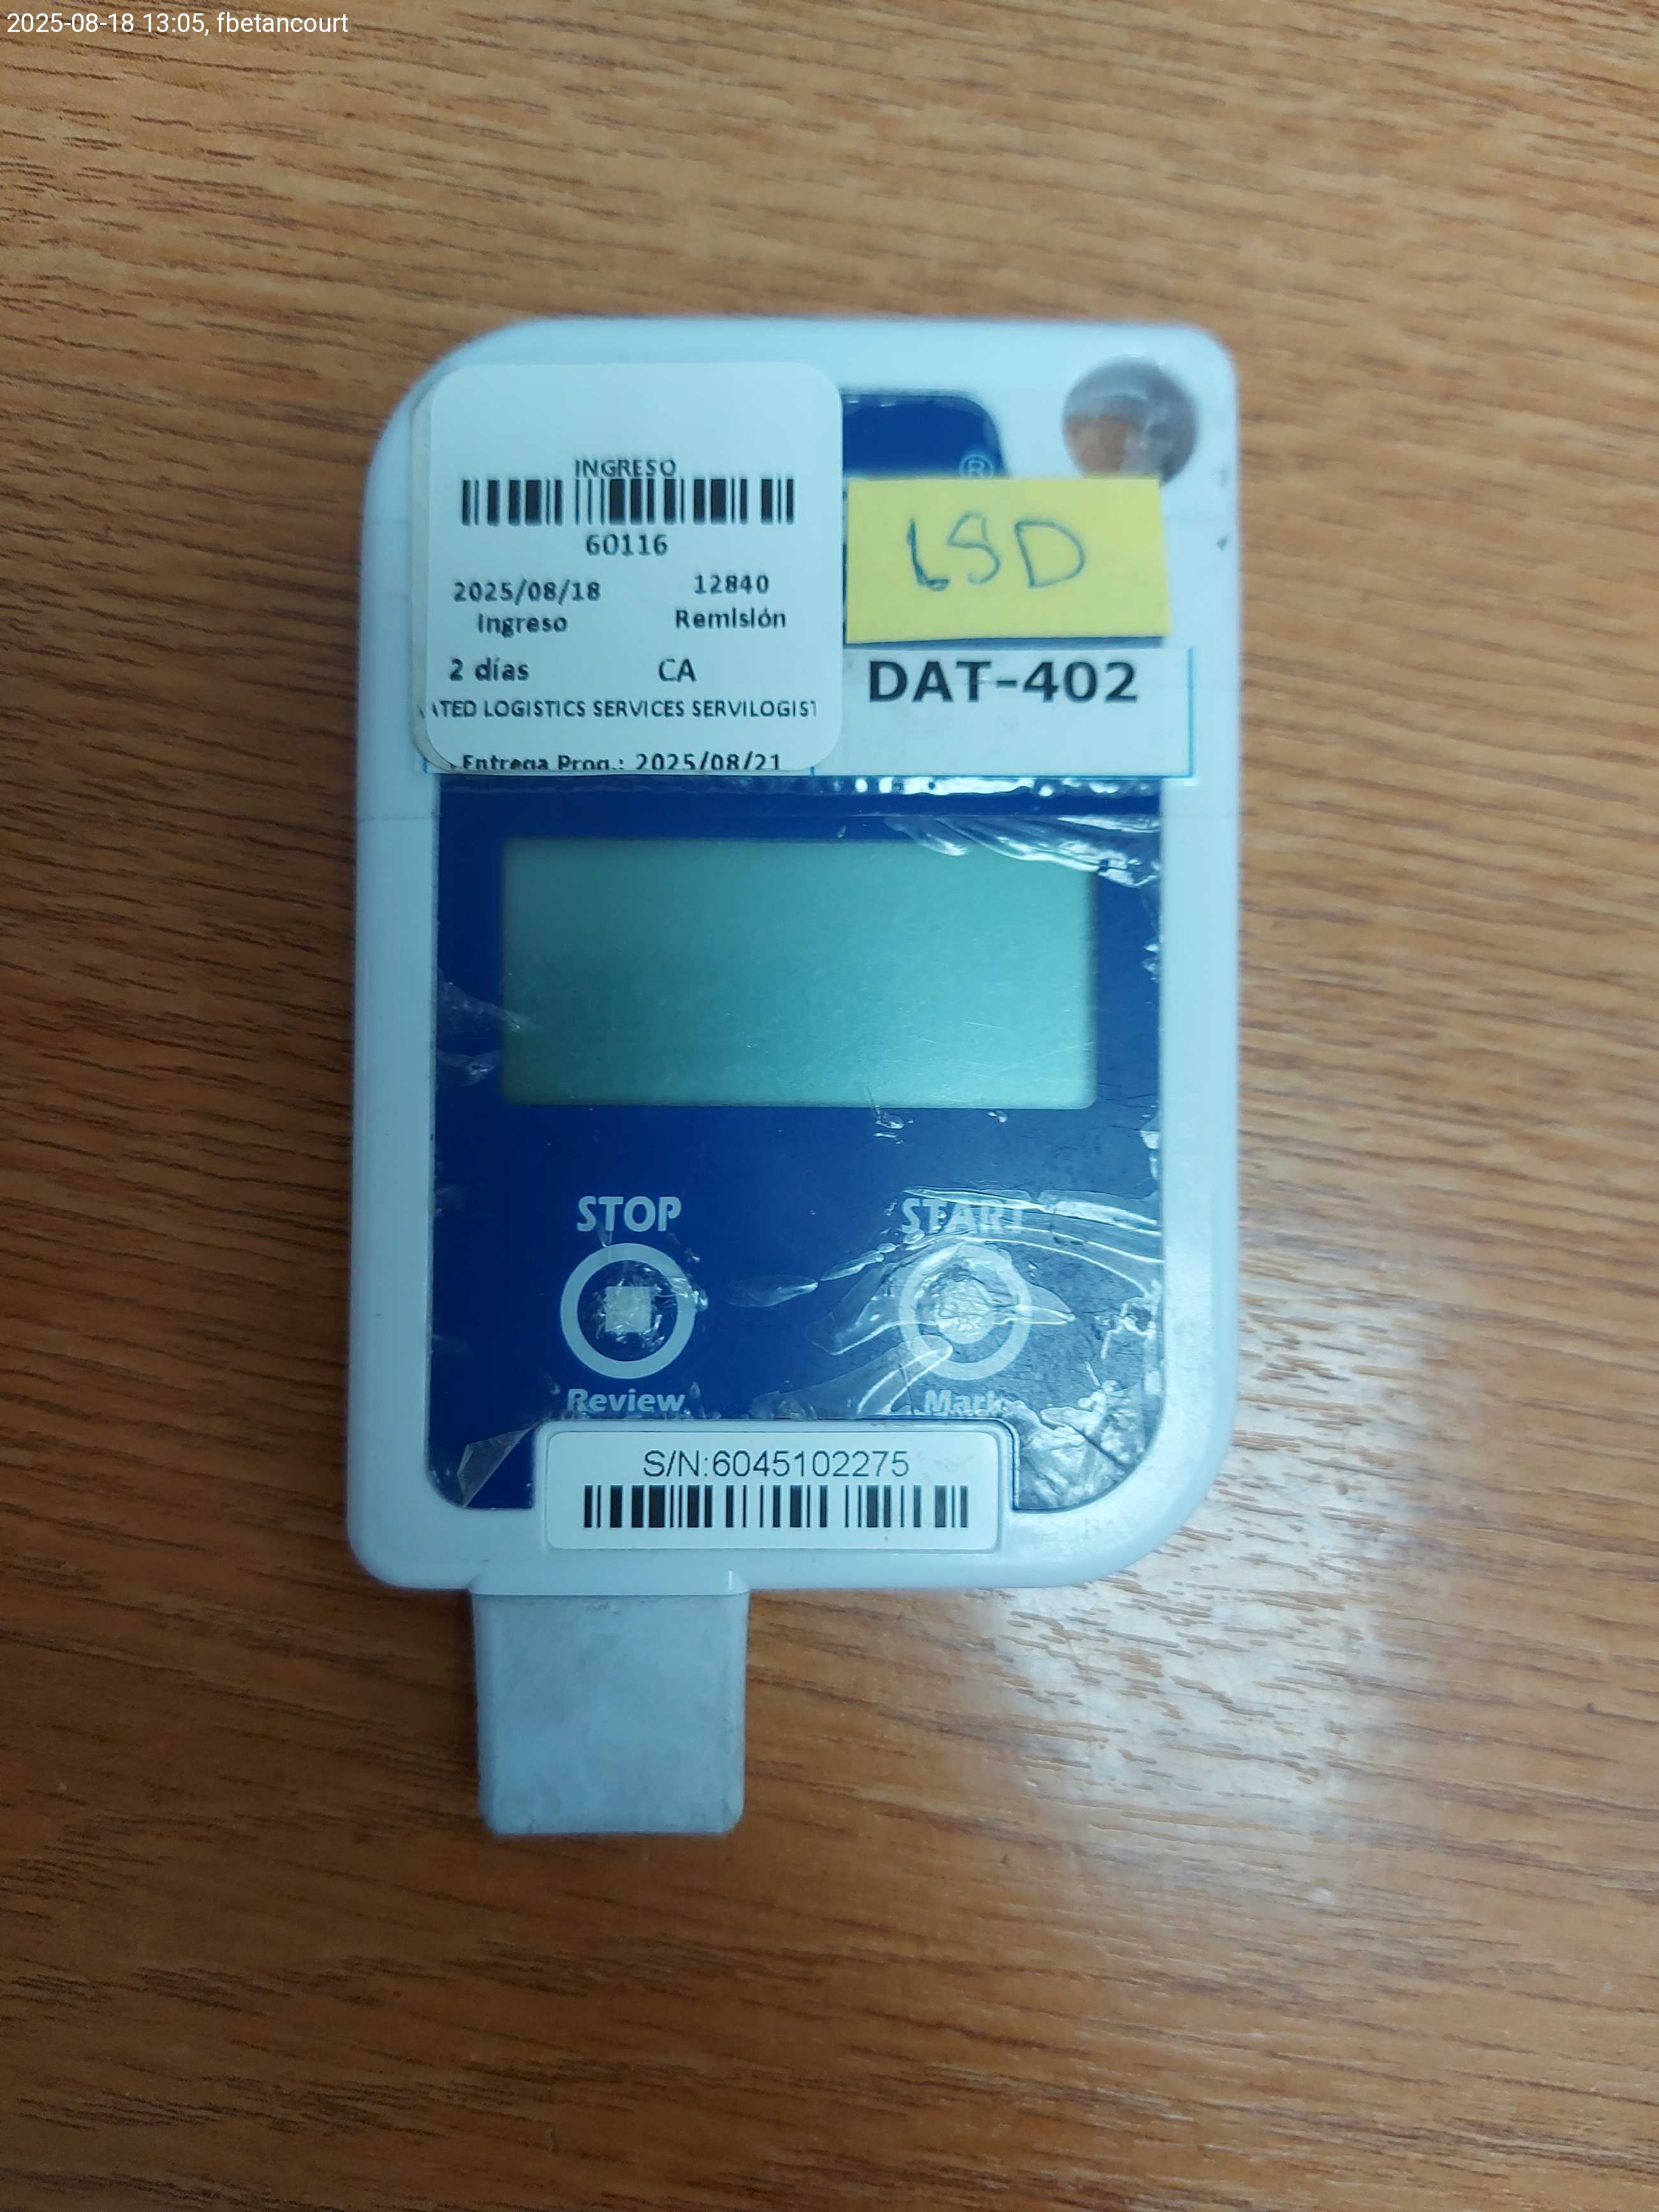 2025-08-18 13:05, fbetancourt
INGRESO
60116
2025/08/18 12840
Ingreso Remisión
2 días CA
ATED LOGISTICS SERVICES SERVILOGIST
Entrega Prog.: 2025/08/21
®
LSD
DAT-402
STOP START
Review Mark
S/N:6045102275